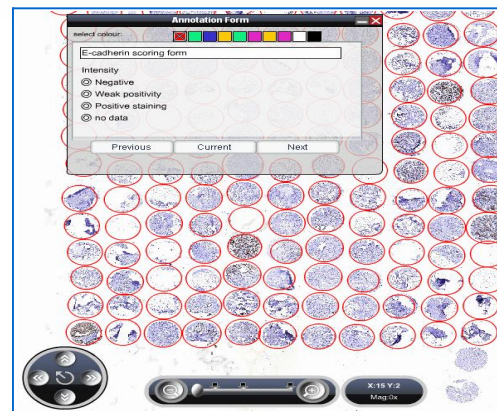 Annotation Form
select colour:
E-cadherin scoring form
Intensity
Negative
Weak positivity
Positive staining
no data
Previous Current Next
X:15 Y:2
Mag:0x